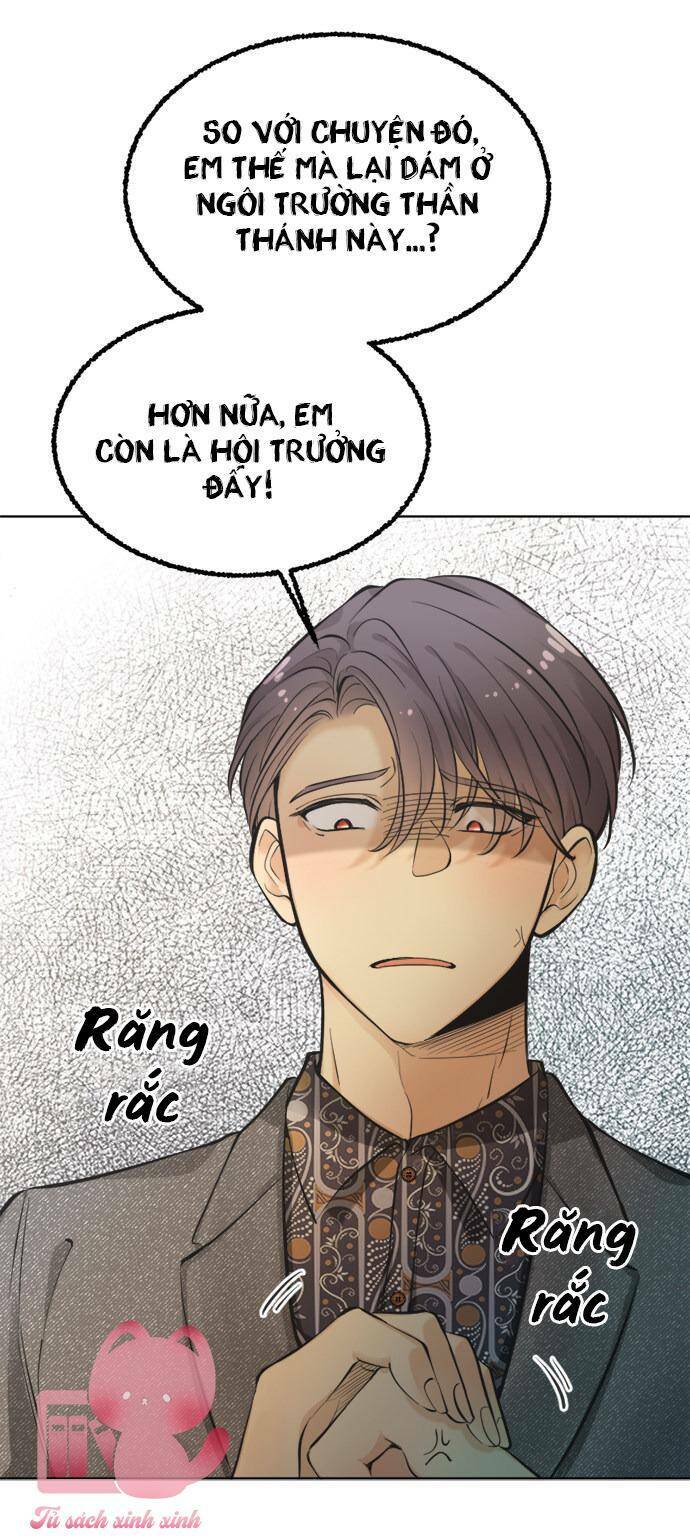 SO VỚI CHUYỆN ĐÓ,
EM THẾ MÀ LẠI DÁM Ở
NGÔI TRƯỜNG THẦN
THÁNH NÀY...?
HƠN NỮA, EM
CÒN LÀ HỘI TRƯỞNG
ĐẤY!
Răng
rắc
Răng
rắc
Tủ sách xinh xinh